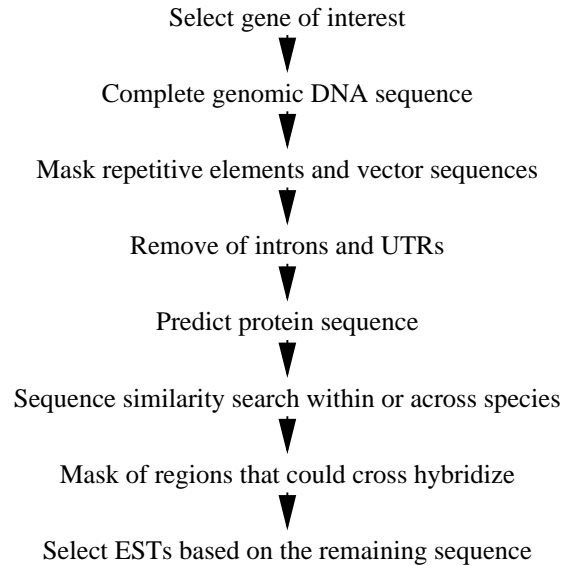 Select gene of interest
Complete genomic DNA sequence
Mask repetitive elements and vector sequences
Remove of introns and UTRs
Predict protein sequence
Sequence similarity search within or across species
Mask of regions that could cross hybridize
Select ESTs based on the remaining sequence